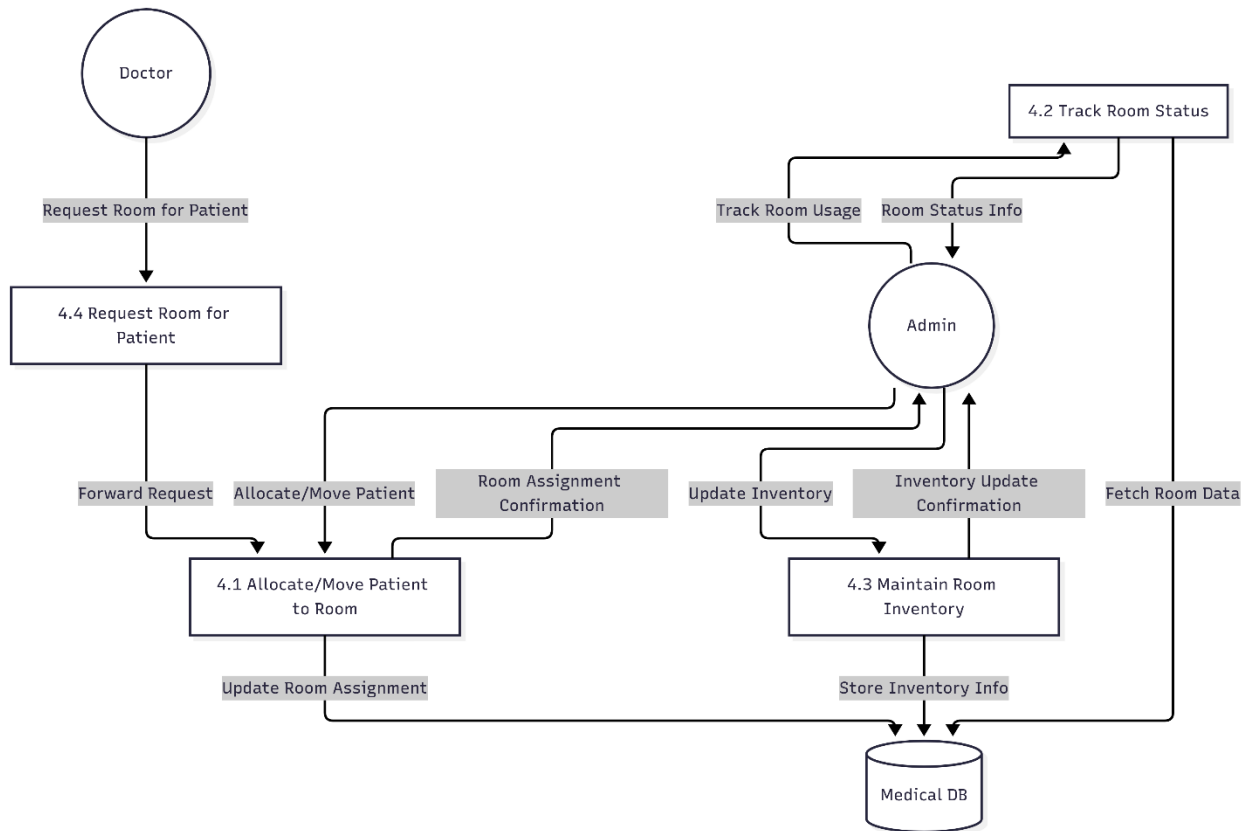 Doctor
4.2 Track Room Status
Request Room for Patient
Track Room Usage
Room Status Info
4.4 Request Room for
Patient
Admin
Forward Request
Allocate/Move Patient
Room Assignment
Confirmation
Update Inventory
Inventory Update
Confirmation
Fetch Room Data
4.1 Allocate/Move Patient
to Room
4.3 Maintain Room
Inventory
Update Room Assignment
Store Inventory Info
Medical DB